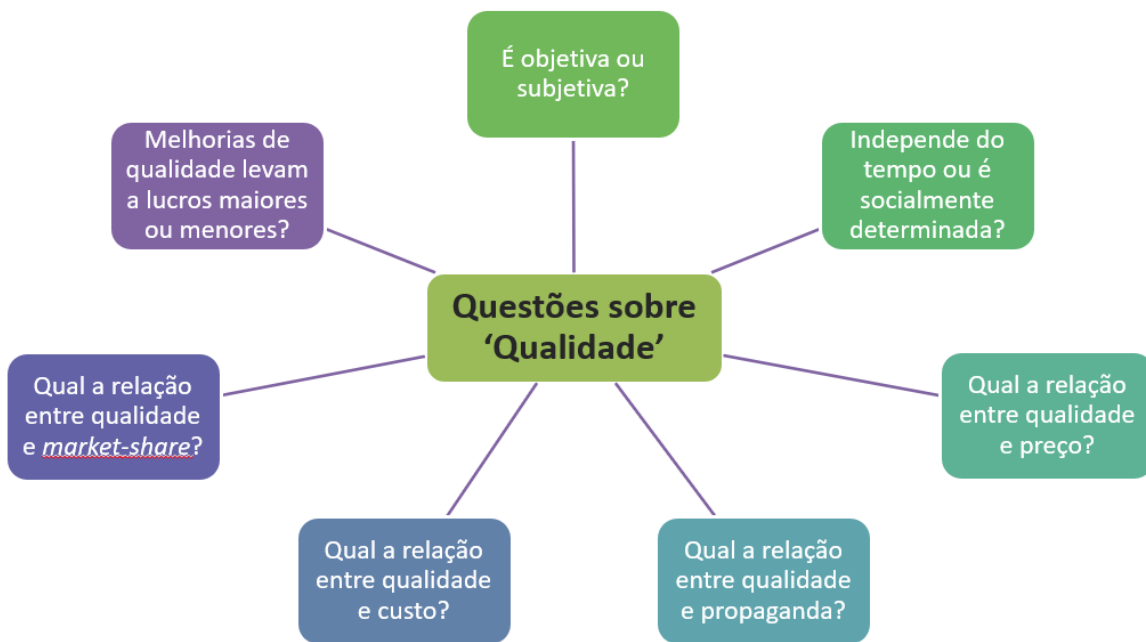 É objetiva ou
subjetiva?
Melhorias de
qualidade levam
a lucros maiores
ou menores?
Independe do
tempo ou é
socialmente
determinada?
Questões sobre
‘Qualidade’
Qual a relação
entre qualidade
e market-share?
Qual a relação
entre qualidade
e preço?
Qual a relação
entre qualidade
e custo?
Qual a relação
entre qualidade
e propaganda?